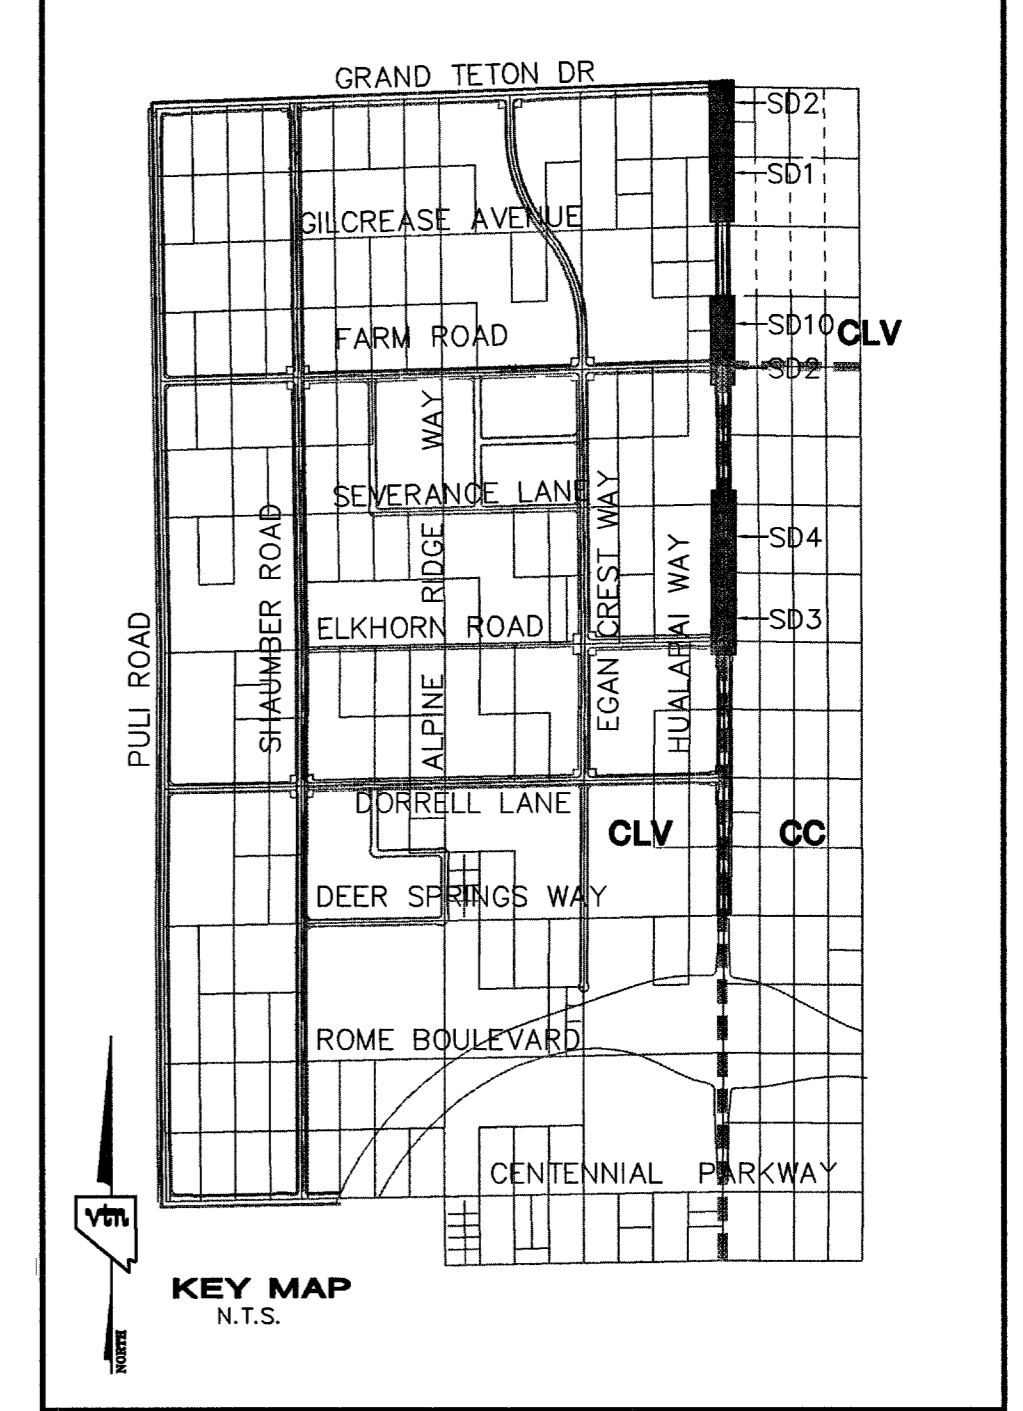 GRAND TETON DR
SD2
SD1
GILCREASE AVENUE
SD10
CLV
FARM ROAD
SD2
ALPINE RIDGE WAY
SEVERANCE LANE
EGAN CREST WAY
SHAUMBER ROAD
HUALAPAI WAY
SD4
PULI ROAD
ELKHORN ROAD
SD3
DORRELL LANE
CLV
CC
DEER SPRINGS WAY
ROME BOULEVARD
CENTENNIAL PARKWAY
vtn
KEY MAP
N.T.S.
NORTH